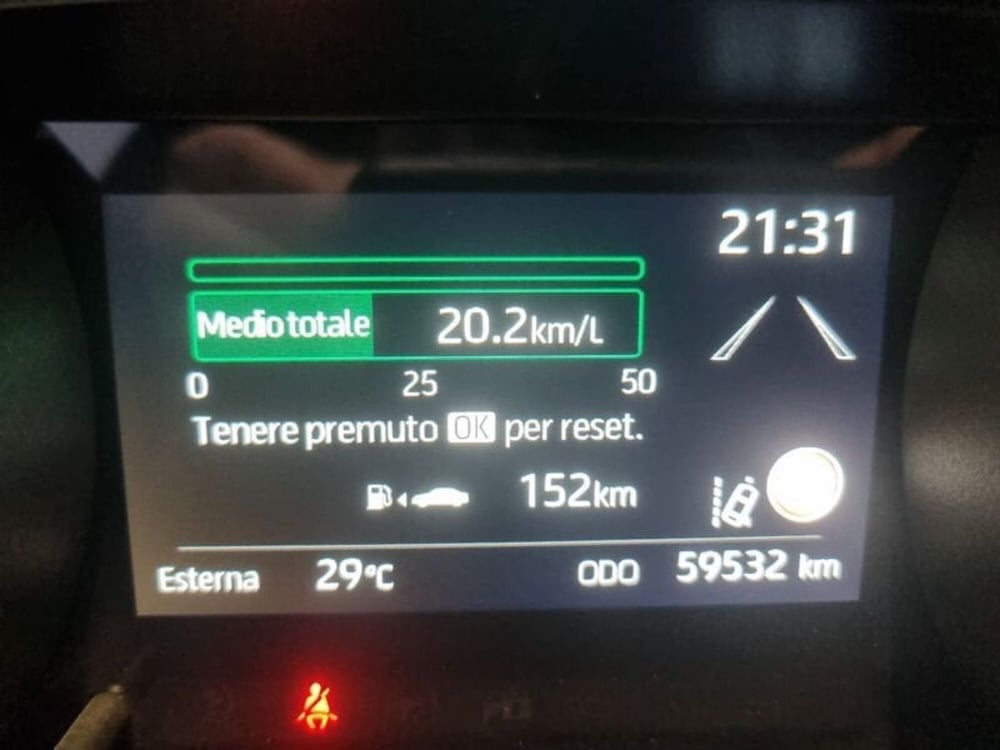 21:31
Medio totale 20.2km/L
0 25 50
Tenere premuto OK per reset.
152km
Esterna 29°C ODO 59532 km